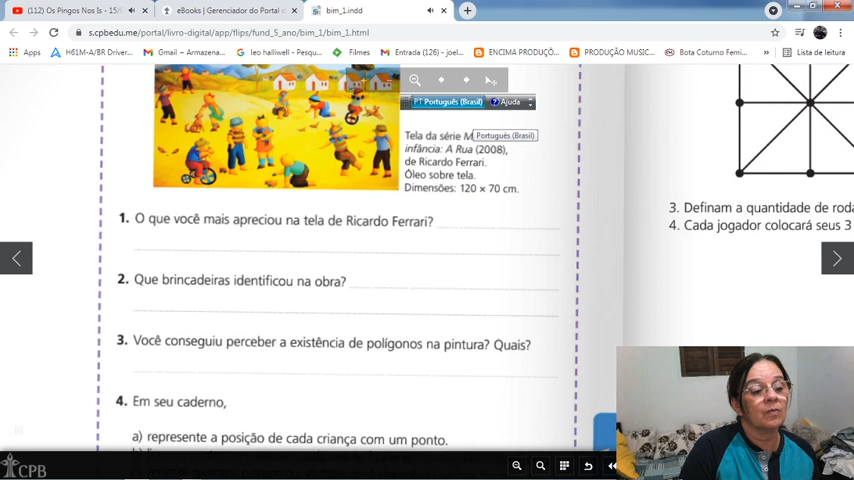 (112) Os Pingos Nos Is - 15/0
eBooks | Gerenciador do Portal c
bim_1.indd
s.cpbedu.me/portal/livro-digital/app/flips/fund_5_ano/bim_1/bim_1.html
Apps
H61M-A/BR Driver...
Gmail – Armazena...
leo halliwell - Pesqu...
Filmes
Entrada (126) - joel...
ENCIMA PRODUÇÕ...
PRODUÇÃO MUSIC...
Bota Coturno Femi...
»
Lista de leitura
PT Português (Brasil)
Ajuda
Português (Brasil)
Tela da série M
infância: A Rua (2008),
de Ricardo Ferrari.
Óleo sobre tela.
Dimensões: 120 × 70 cm.
1. O que você mais apreciou na tela de Ricardo Ferrari?
2. Que brincadeiras identificou na obra?
3. Você conseguiu perceber a existência de polígonos na pintura? Quais?
4. Em seu caderno,
a) represente a posição de cada criança com um ponto.
3. Definam a quantidade de roda
4. Cada jogador colocará seus 3
CPB